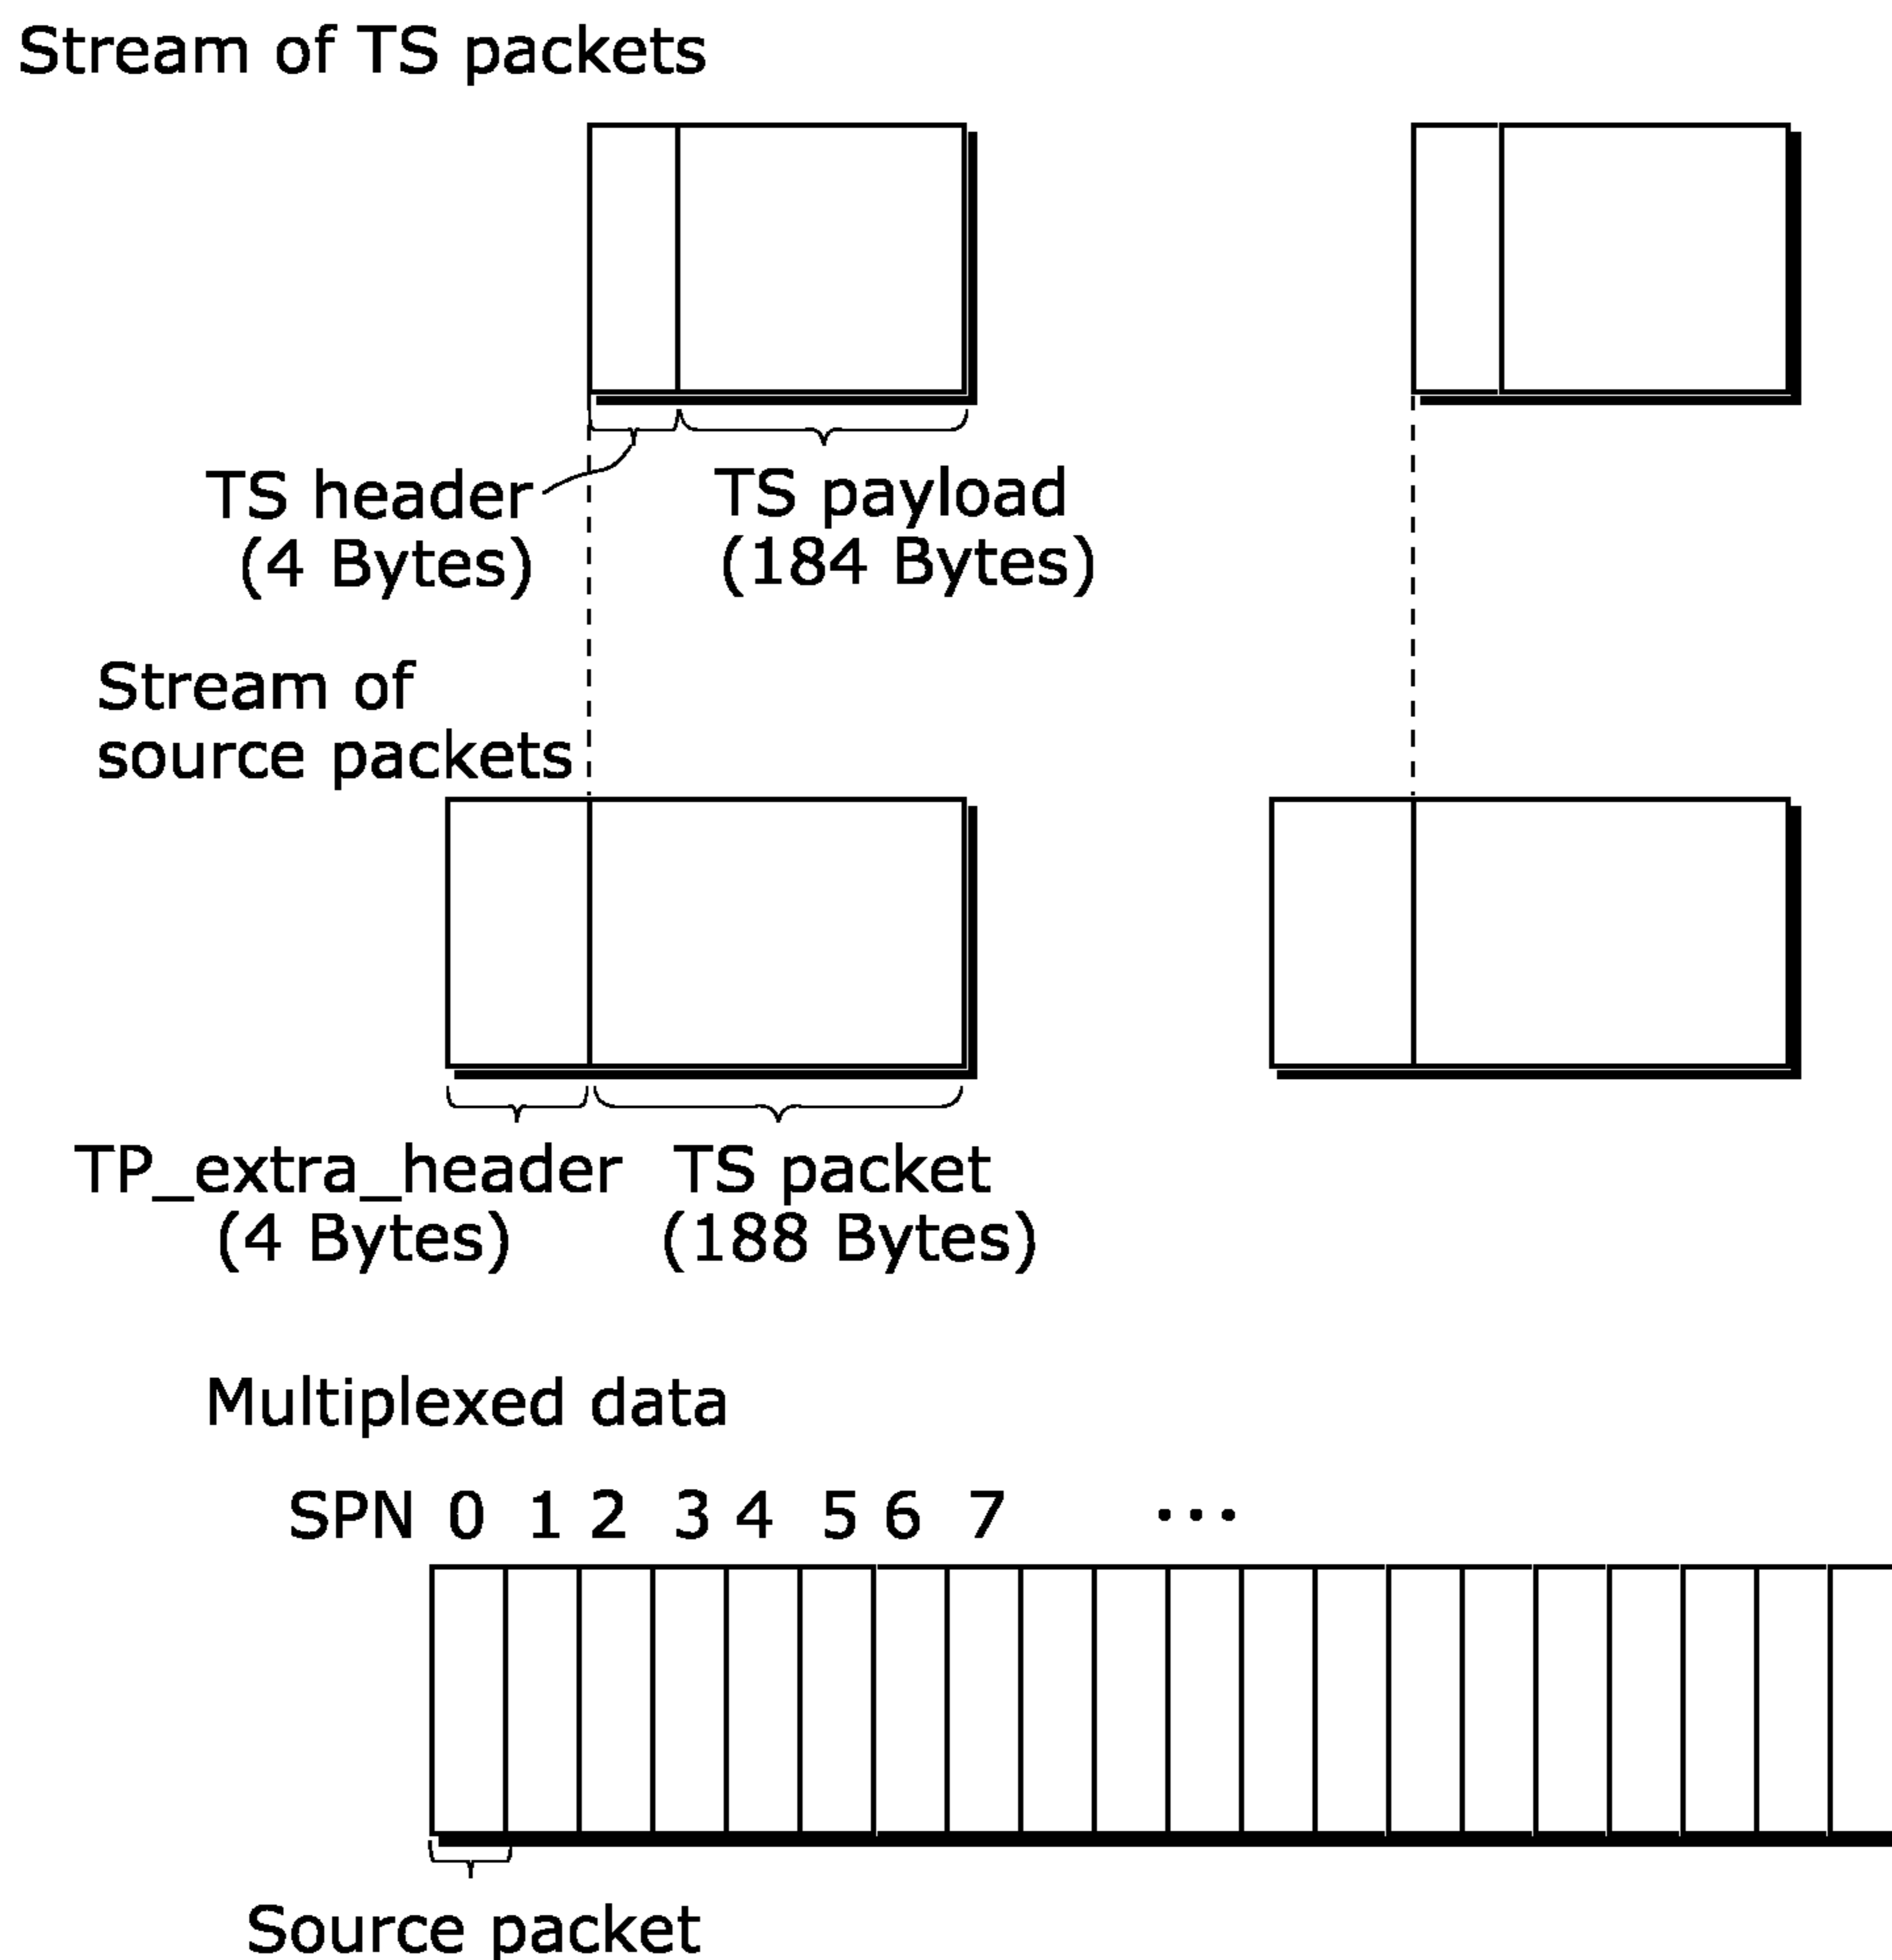 Stream of TS packets
TS header
(4 Bytes)
TS payload
(184 Bytes)
Stream of
source packets
TP_extra_header
(4 Bytes)
TS packet
(188 Bytes)
Multiplexed data
SPN 0 1 2 3 4 5 6 7 ...
Source packet